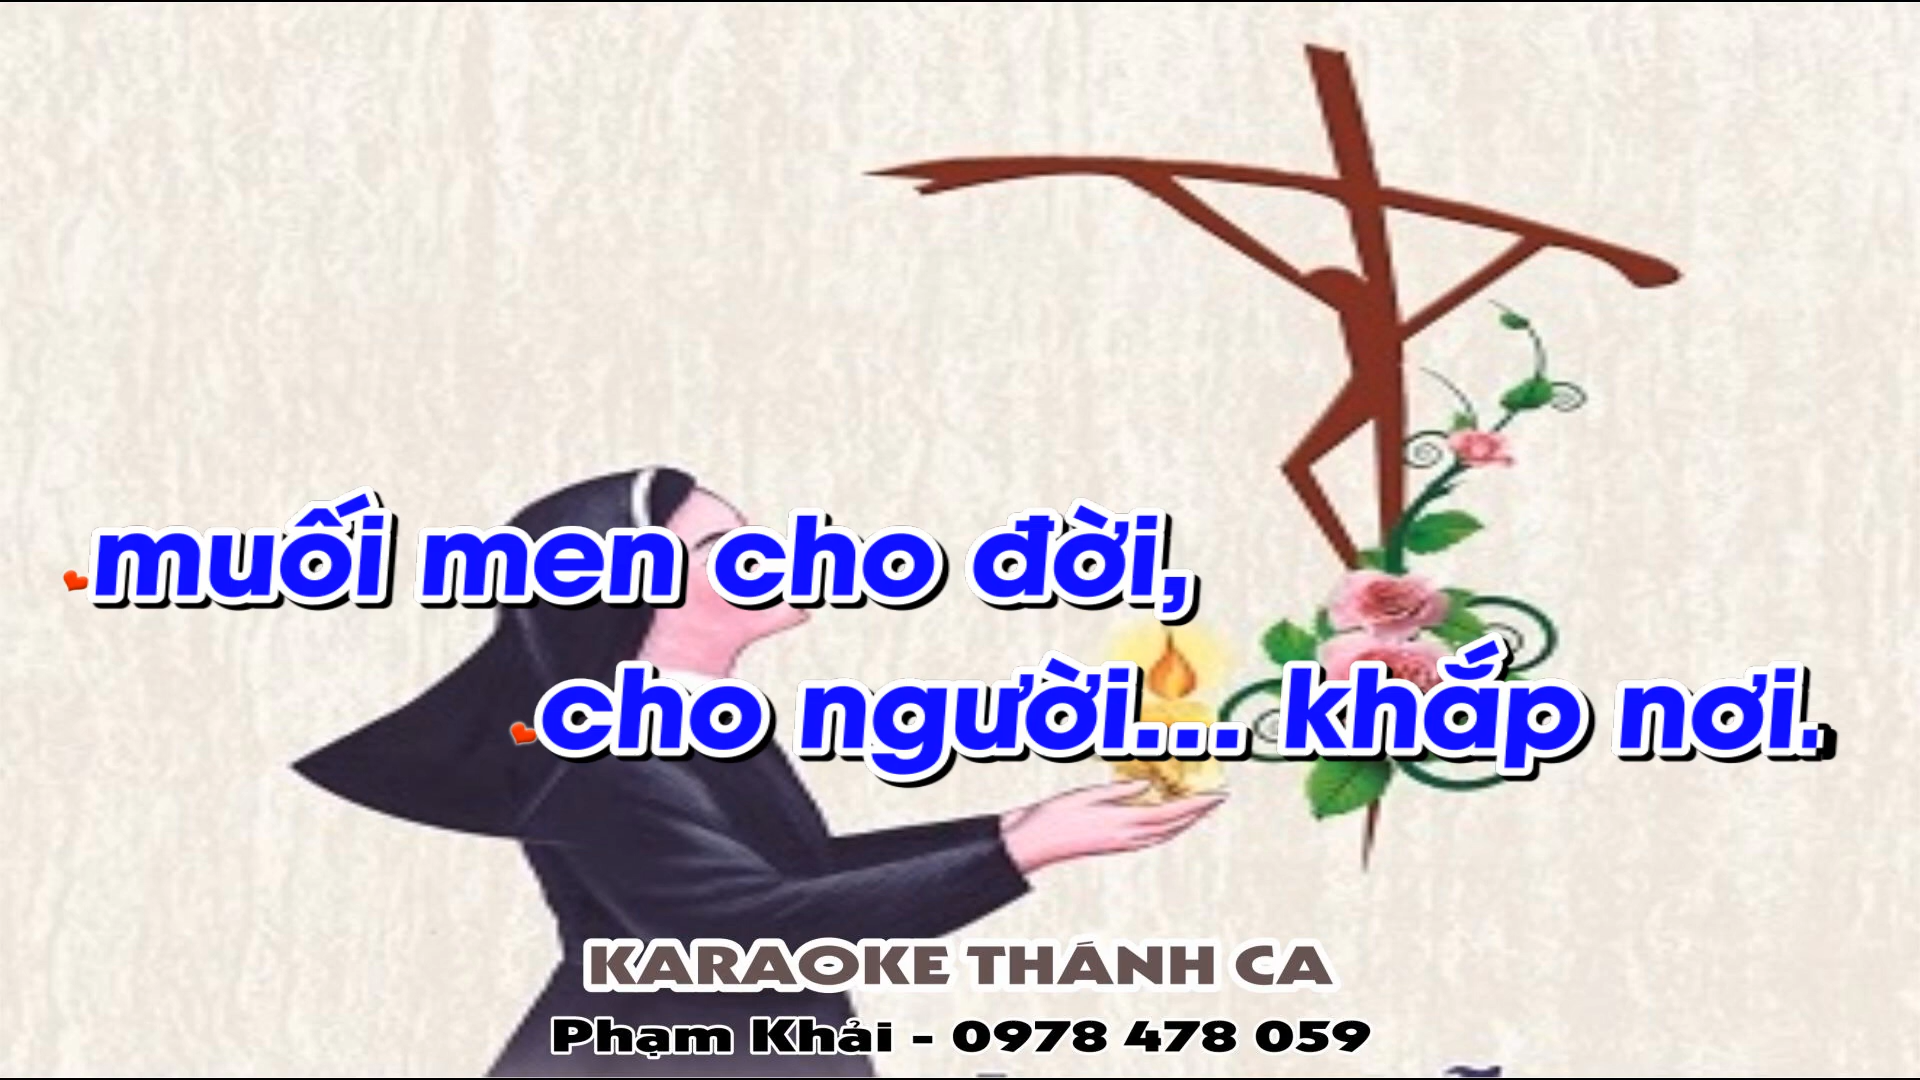 muối men cho đời,
cho người... khắp nơi.
KARAOKE THÁNH CA
Phạm Khải - 0978 478 059